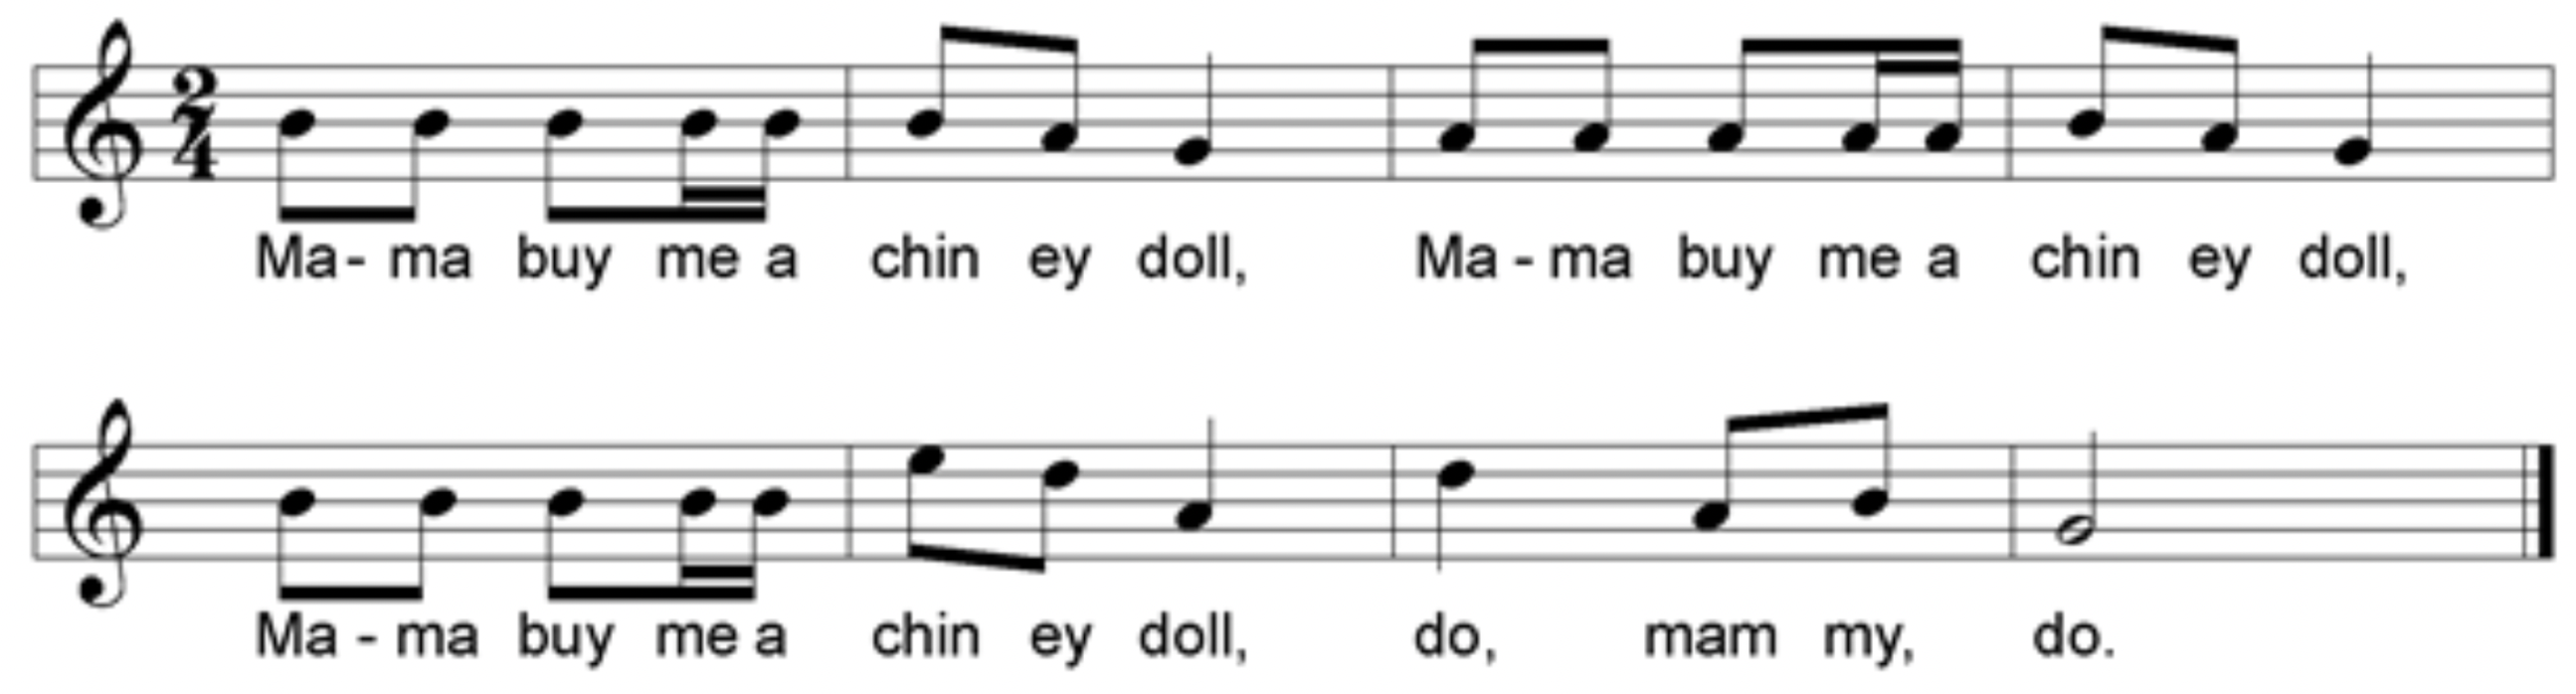 2
4
Ma- ma buy me a chin ey doll, Ma - ma buy me a chin ey doll,
Ma - ma buy me a chin ey doll, do, mam my, do.